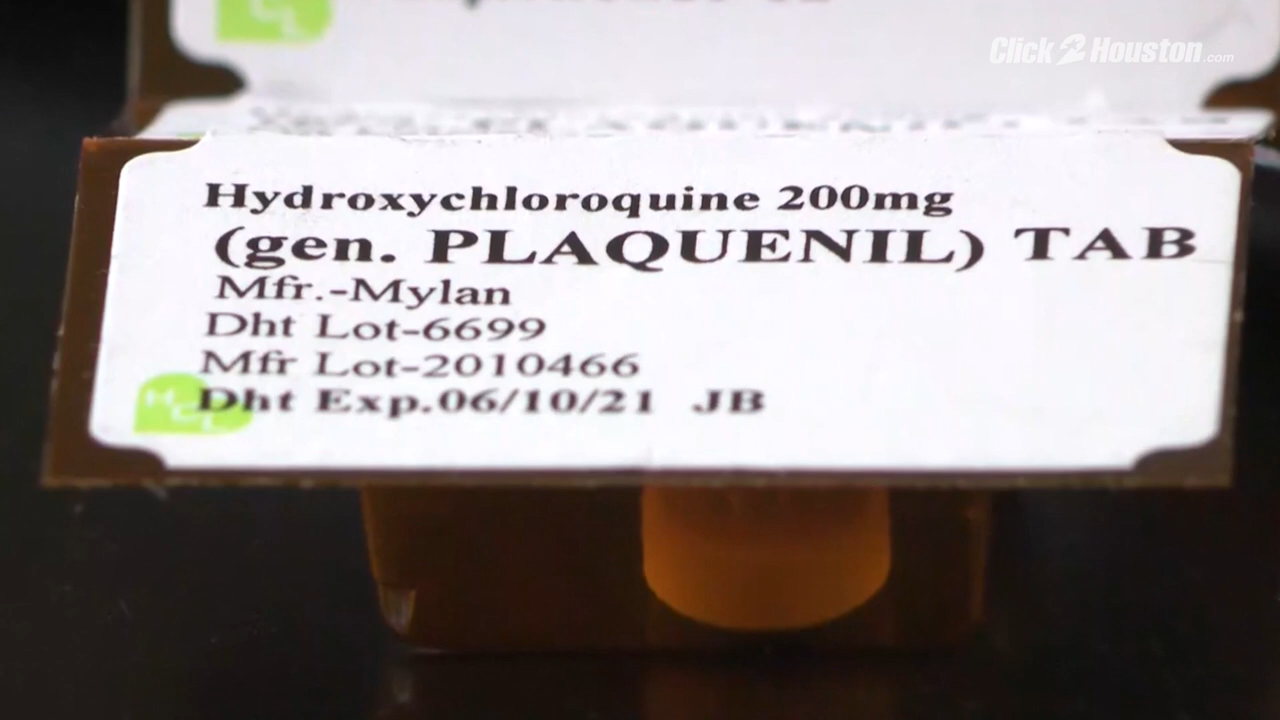 Click2Houston.com
Hydroxychloroquine 200mg
(gen. PLAQUENIL) TAB
Mfr.-Mylan
Dht Lot-6699
Mfr Lot-2010466
HCL
Dht Exp.06/10/21 JB